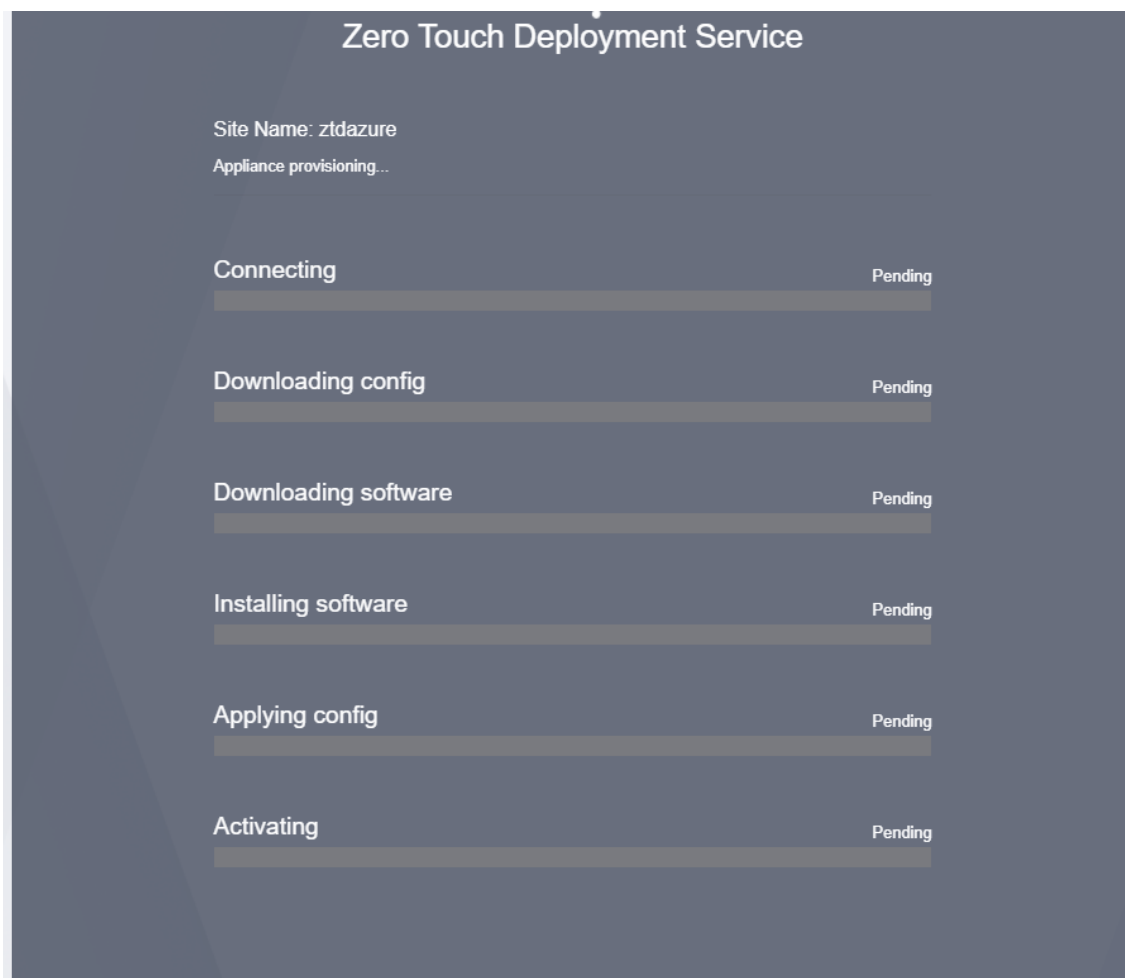 Zero Touch Deployment Service
Site Name: ztdazure
Appliance provisioning...
Connecting
Pending
Downloading config
Pending
Downloading software
Pending
Installing software
Pending
Applying config
Pending
Activating
Pending